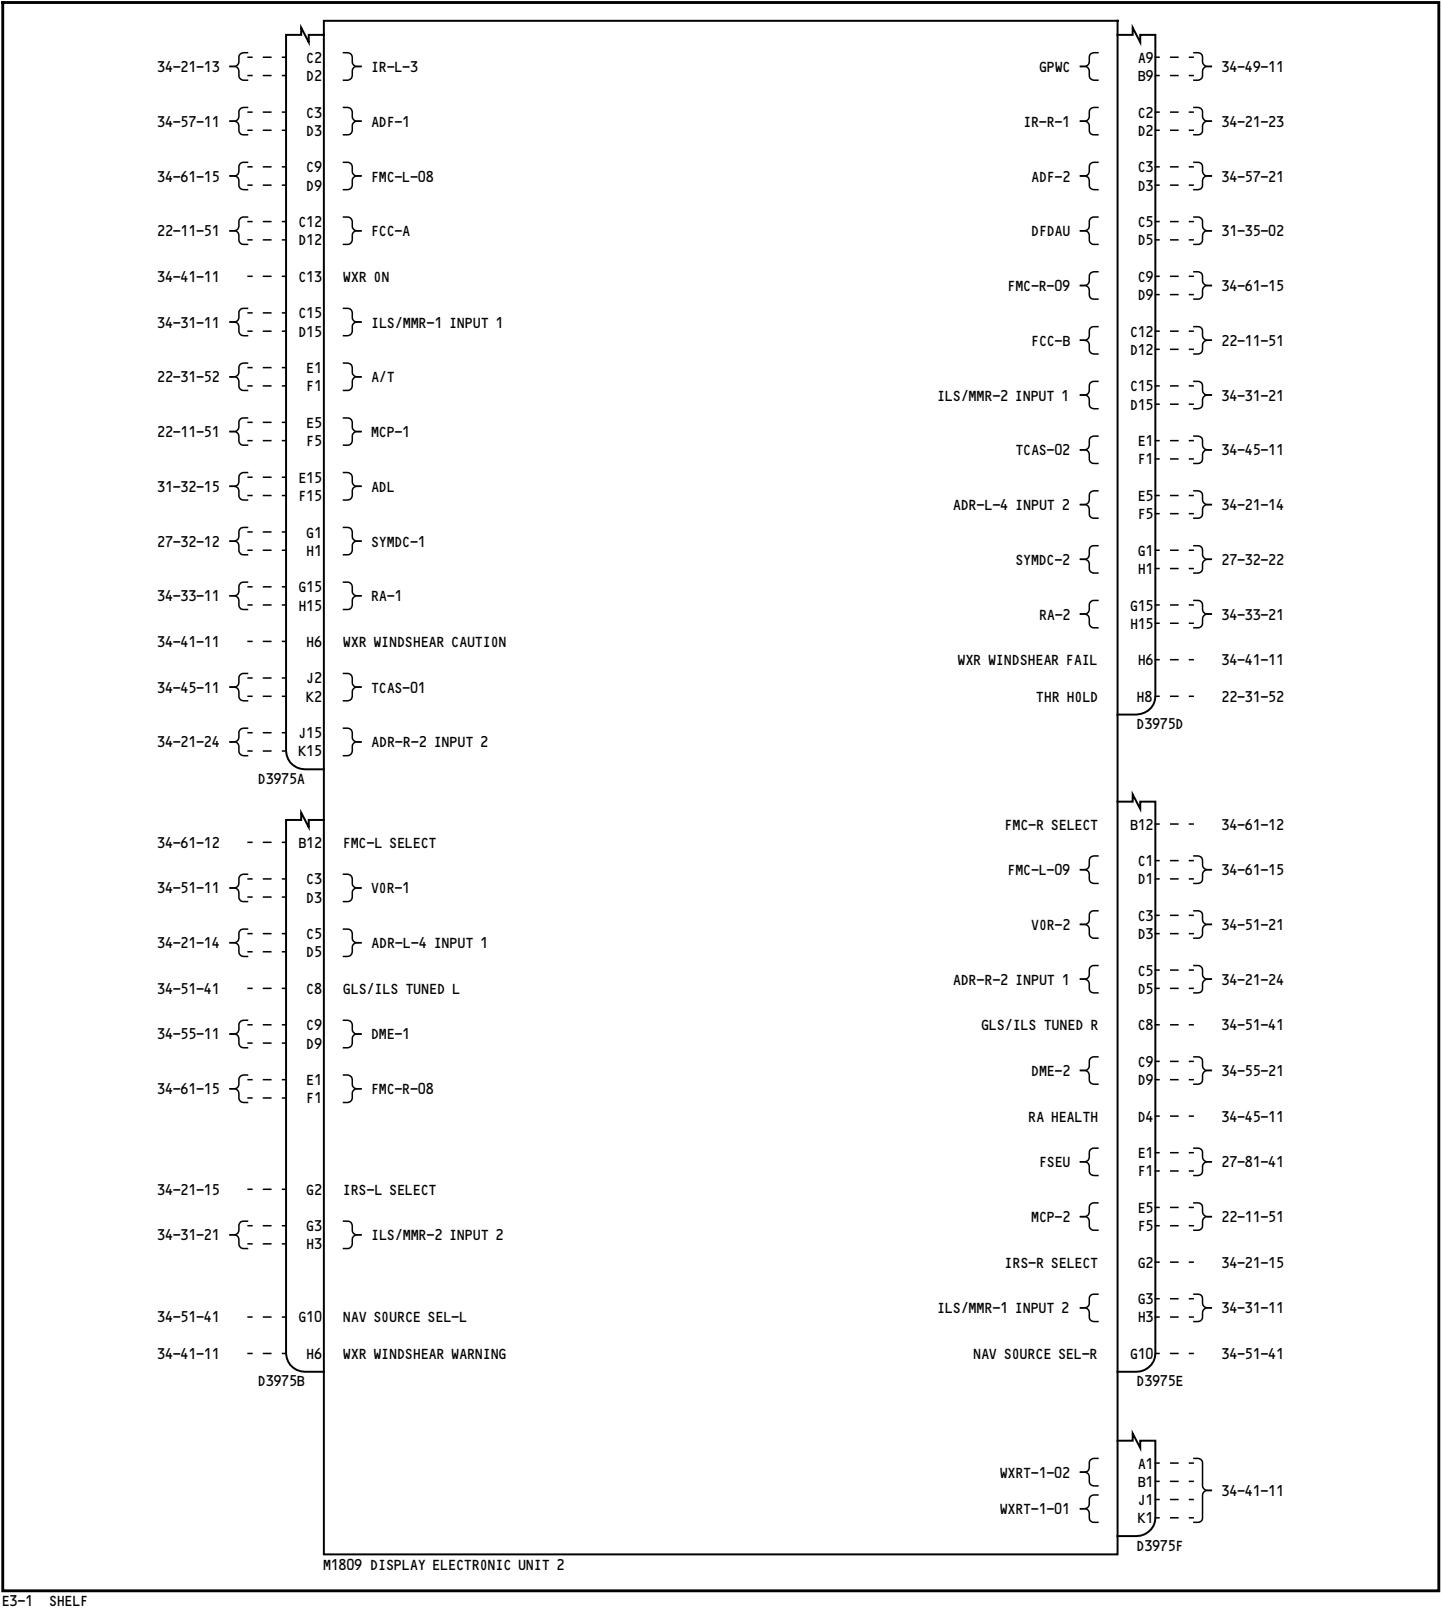 34-21-13 C2 D2 IR-L-3
34-57-11 C3 D3 ADF-1
34-61-15 C9 D9 FMC-L-08
22-11-51 C12 D12 FCC-A
34-41-11 C13 WXR ON
34-31-11 C15 D15 ILS/MMR-1 INPUT 1
22-31-52 E1 F1 A/T
22-11-51 E5 F5 MCP-1
31-32-15 E15 F15 ADL
27-32-12 G1 H1 SYMDC-1
34-33-11 G15 H15 RA-1
34-41-11 H6 WXR WINDSHEAR CAUTION
34-45-11 J2 K2 TCAS-01
34-21-24 J15 K15 ADR-R-2 INPUT 2
D3975A
34-61-12 B12 FMC-L SELECT
34-51-11 C3 D3 VOR-1
34-21-14 C5 D5 ADR-L-4 INPUT 1
34-51-41 C8 GLS/ILS TUNED L
34-55-11 C9 D9 DME-1
34-61-15 E1 F1 FMC-R-08
34-21-15 G2 IRS-L SELECT
34-31-21 G3 H3 ILS/MMR-2 INPUT 2
34-51-41 G10 NAV SOURCE SEL-L
34-41-11 H6 WXR WINDSHEAR WARNING
D3975B
GPWC A9 B9 34-49-11
IR-R-1 C2 D2 34-21-23
ADF-2 C3 D3 34-57-21
DFDAU C5 D5 31-35-02
FMC-R-09 C9 D9 34-61-15
FCC-B C12 D12 22-11-51
ILS/MMR-2 INPUT 1 C15 D15 34-31-21
TCAS-02 E1 F1 34-45-11
ADR-L-4 INPUT 2 E5 F5 34-21-14
SYMDC-2 G1 H1 27-32-22
RA-2 G15 H15 34-33-21
WXR WINDSHEAR FAIL H6 34-41-11
THR HOLD H8 22-31-52
D3975D
FMC-R SELECT B12 34-61-12
FMC-L-09 C1 D1 34-61-15
VOR-2 C3 D3 34-51-21
ADR-R-2 INPUT 1 C5 D5 34-21-24
GLS/ILS TUNED R C8 34-51-41
DME-2 C9 D9 34-55-21
RA HEALTH D4 34-45-11
FSEU E1 F1 27-81-41
MCP-2 E5 F5 22-11-51
IRS-R SELECT G2 34-21-15
ILS/MMR-1 INPUT 2 G3 H3 34-31-11
NAV SOURCE SEL-R G10 34-51-41
D3975E
WXRT-1-02 A1 B1
WXRT-1-01 J1 K1
34-41-11
D3975F
M1809 DISPLAY ELECTRONIC UNIT 2
E3-1 SHELF